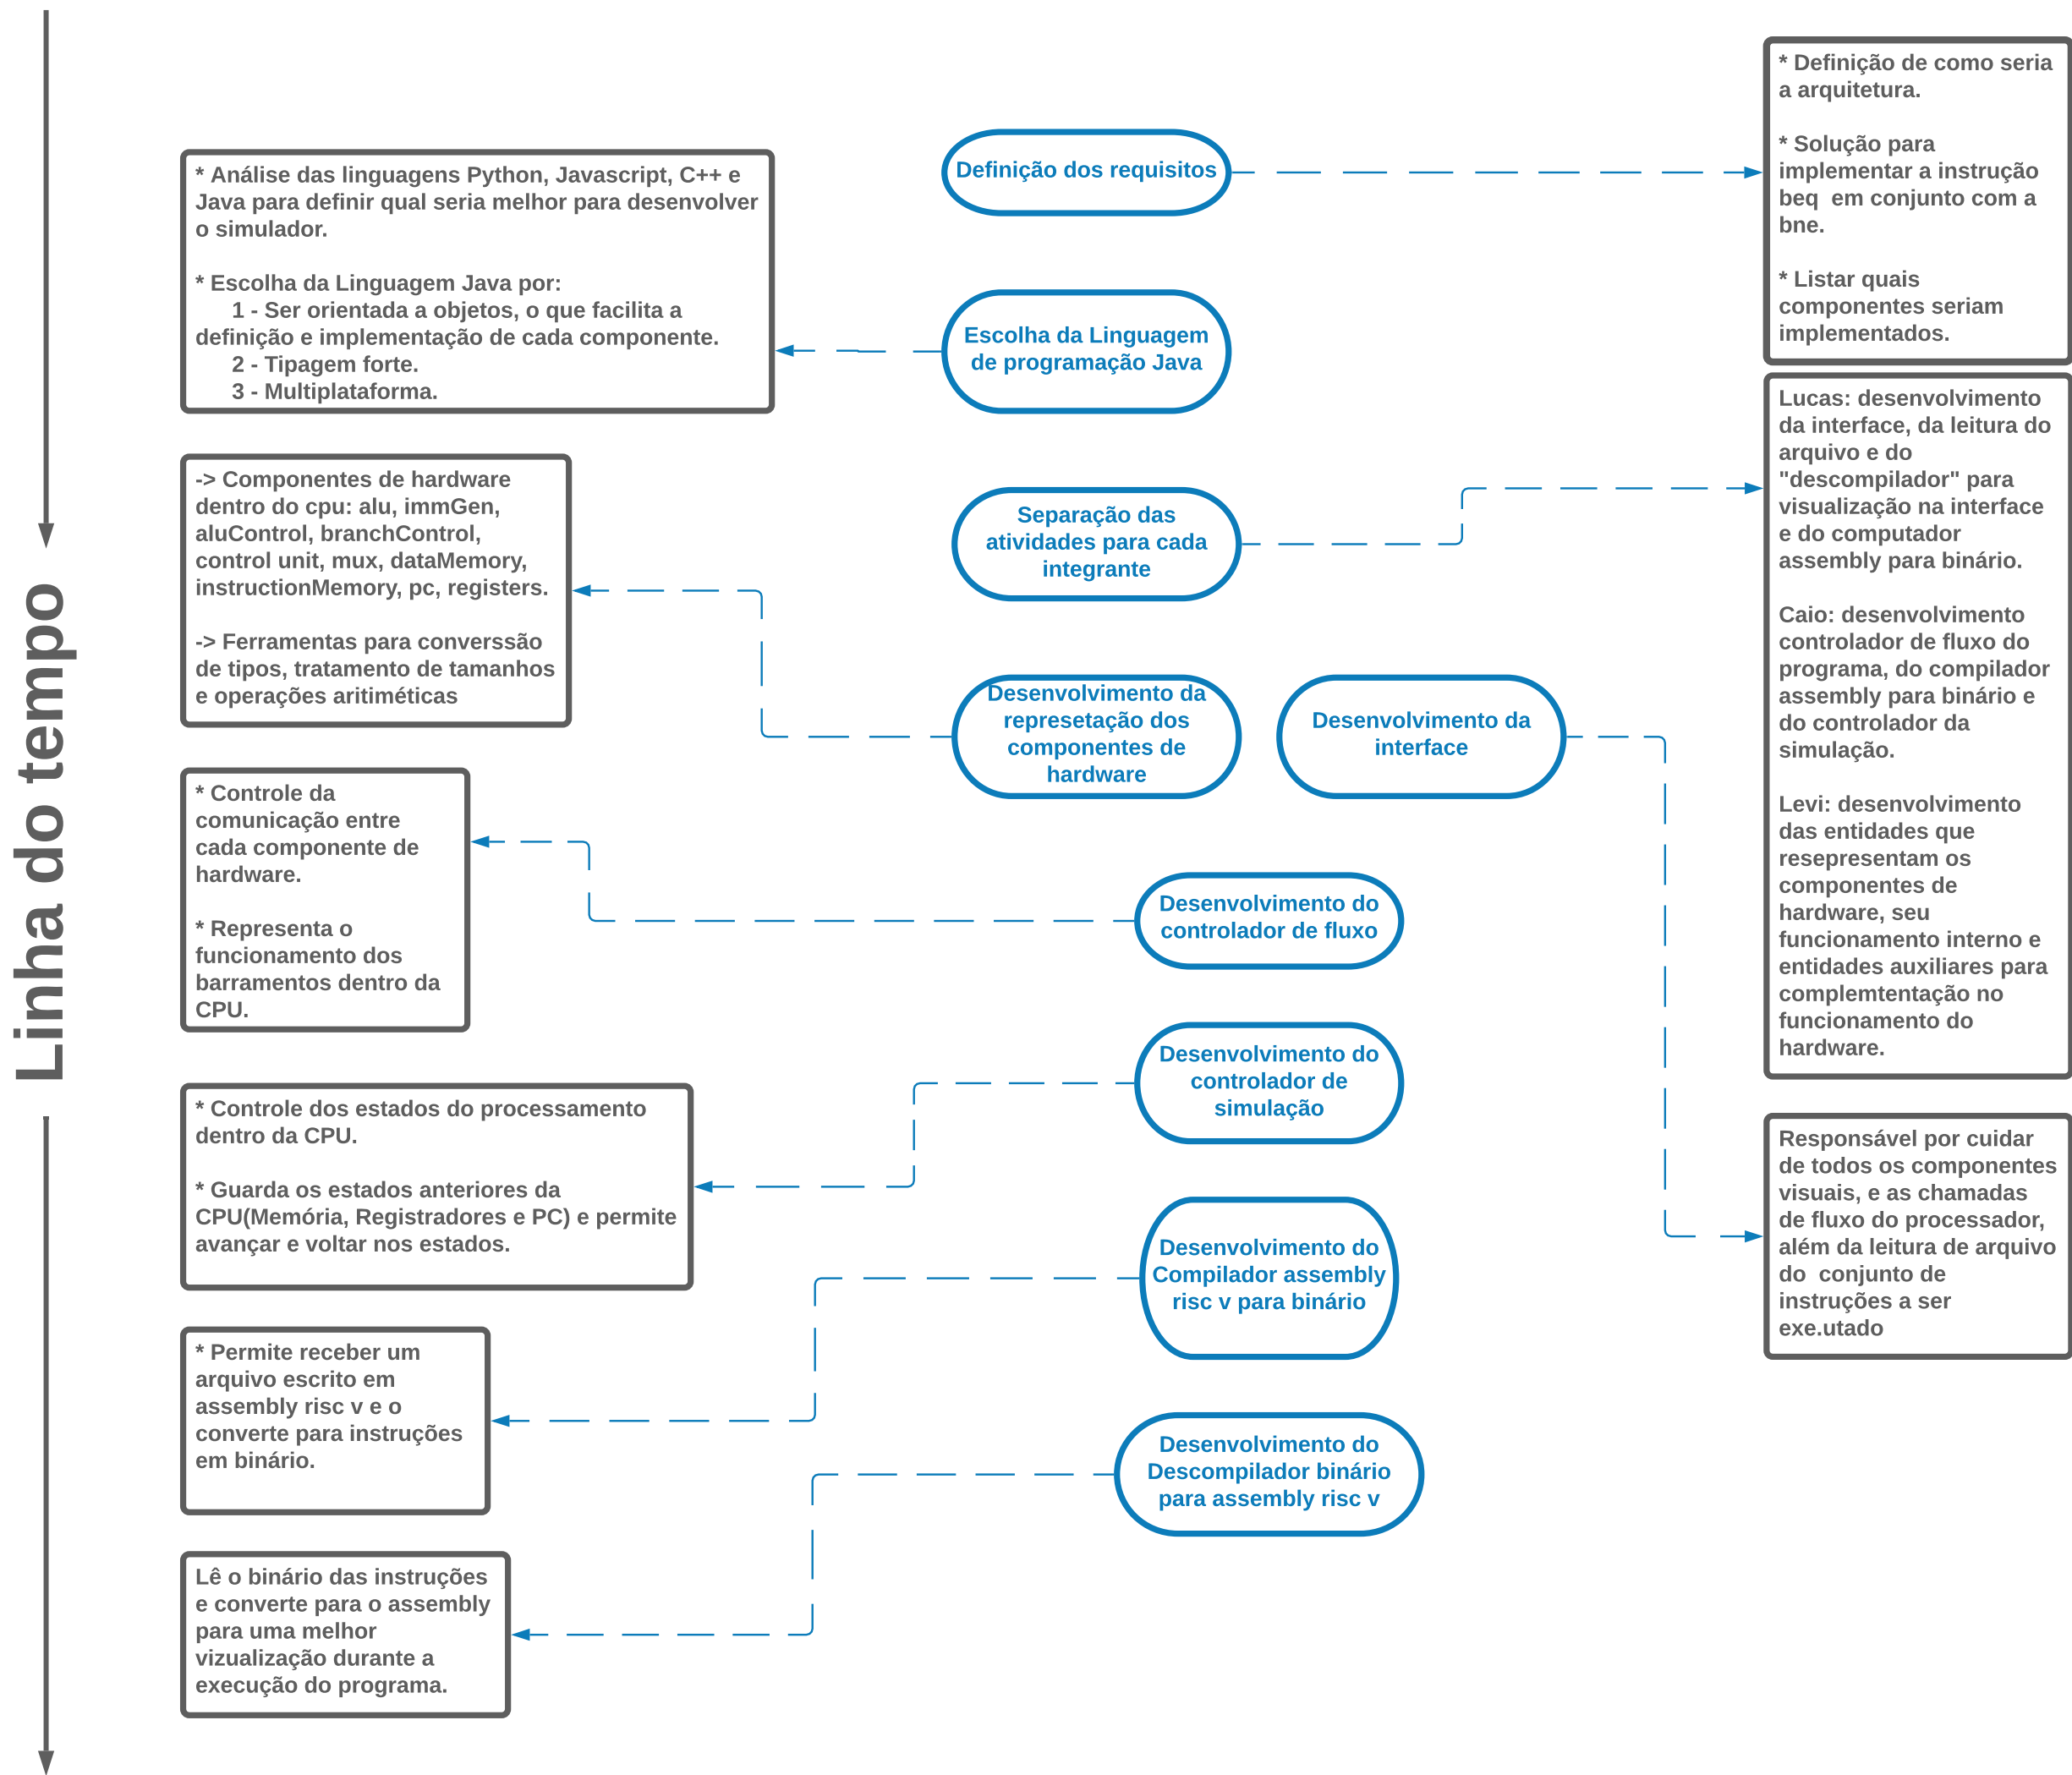 Linha do tempo
Definição dos requisitos
* Definição de como seria
a arquitetura.
* Solução para
implementar a instrução
beq  em conjunto com a
bne.
* Listar quais
componentes seriam
implementados.
Escolha da Linguagem
de programação Java
* Análise das linguagens Python, Javascript, C++ e
Java para definir qual seria melhor para desenvolver
o simulador.
* Escolha da Linguagem Java por:
1 - Ser orientada a objetos, o que facilita a
definição e implementação de cada componente.
2 - Tipagem forte.
3 - Multiplataforma.
Separação das
atividades para cada
integrante
Lucas: desenvolvimento
da interface, da leitura do
arquivo e do
"descompilador" para
visualização na interface
e do computador
assembly para binário.
Caio: desenvolvimento
controlador de fluxo do
programa, do compilador
assembly para binário e
do controlador da
simulação.
Levi: desenvolvimento
das entidades que
resepresentam os
componentes de
hardware, seu
funcionamento interno e
entidades auxiliares para
complemtentação no
funcionamento do
hardware.
Desenvolvimento da
represetação dos
componentes de
hardware
-> Componentes de hardware
dentro do cpu: alu, immGen,
aluControl, branchControl,
control unit, mux, dataMemory,
instructionMemory, pc, registers.
-> Ferramentas para converssão
de tipos, tratamento de tamanhos
e operações aritiméticas
Desenvolvimento da
interface
Responsável por cuidar
de todos os componentes
visuais, e as chamadas
de fluxo do processador,
além da leitura de arquivo
do  conjunto de
instruções a ser
exe.utado
Desenvolvimento do
controlador de fluxo
* Controle da
comunicação entre
cada componente de
hardware.
* Representa o
funcionamento dos
barramentos dentro da
CPU.
Desenvolvimento do
controlador de
simulação
* Controle dos estados do processamento
dentro da CPU.
* Guarda os estados anteriores da
CPU(Memória, Registradores e PC) e permite
avançar e voltar nos estados.
Desenvolvimento do
Compilador assembly
risc v para binário
* Permite receber um
arquivo escrito em
assembly risc v e o
converte para instruções
em binário.
Desenvolvimento do
Descompilador binário
para assembly risc v
Lê o binário das instruções
e converte para o assembly
para uma melhor
vizualização durante a
execução do programa.